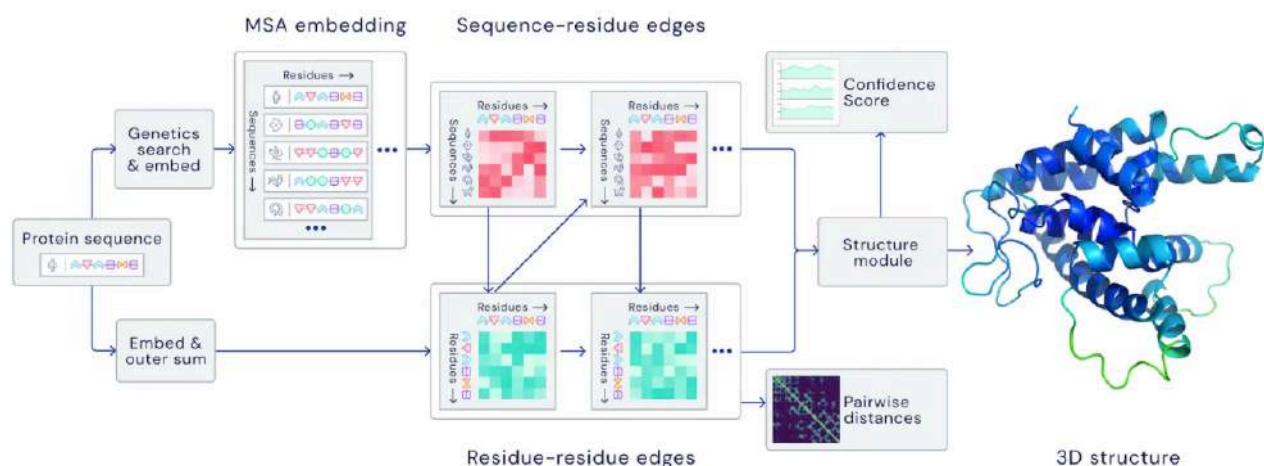 MSA embedding
Sequence-residue edges
Residues →
Sequences →
Genetics
search
& embed
Protein sequence
Embed &
outer sum
Residues →
Sequences →
Residues →
Sequences →
Residues →
Residues →
Residues →
Residues →
Confidence
Score
Structure
module
Pairwise
distances
Residue-residue edges
3D structure